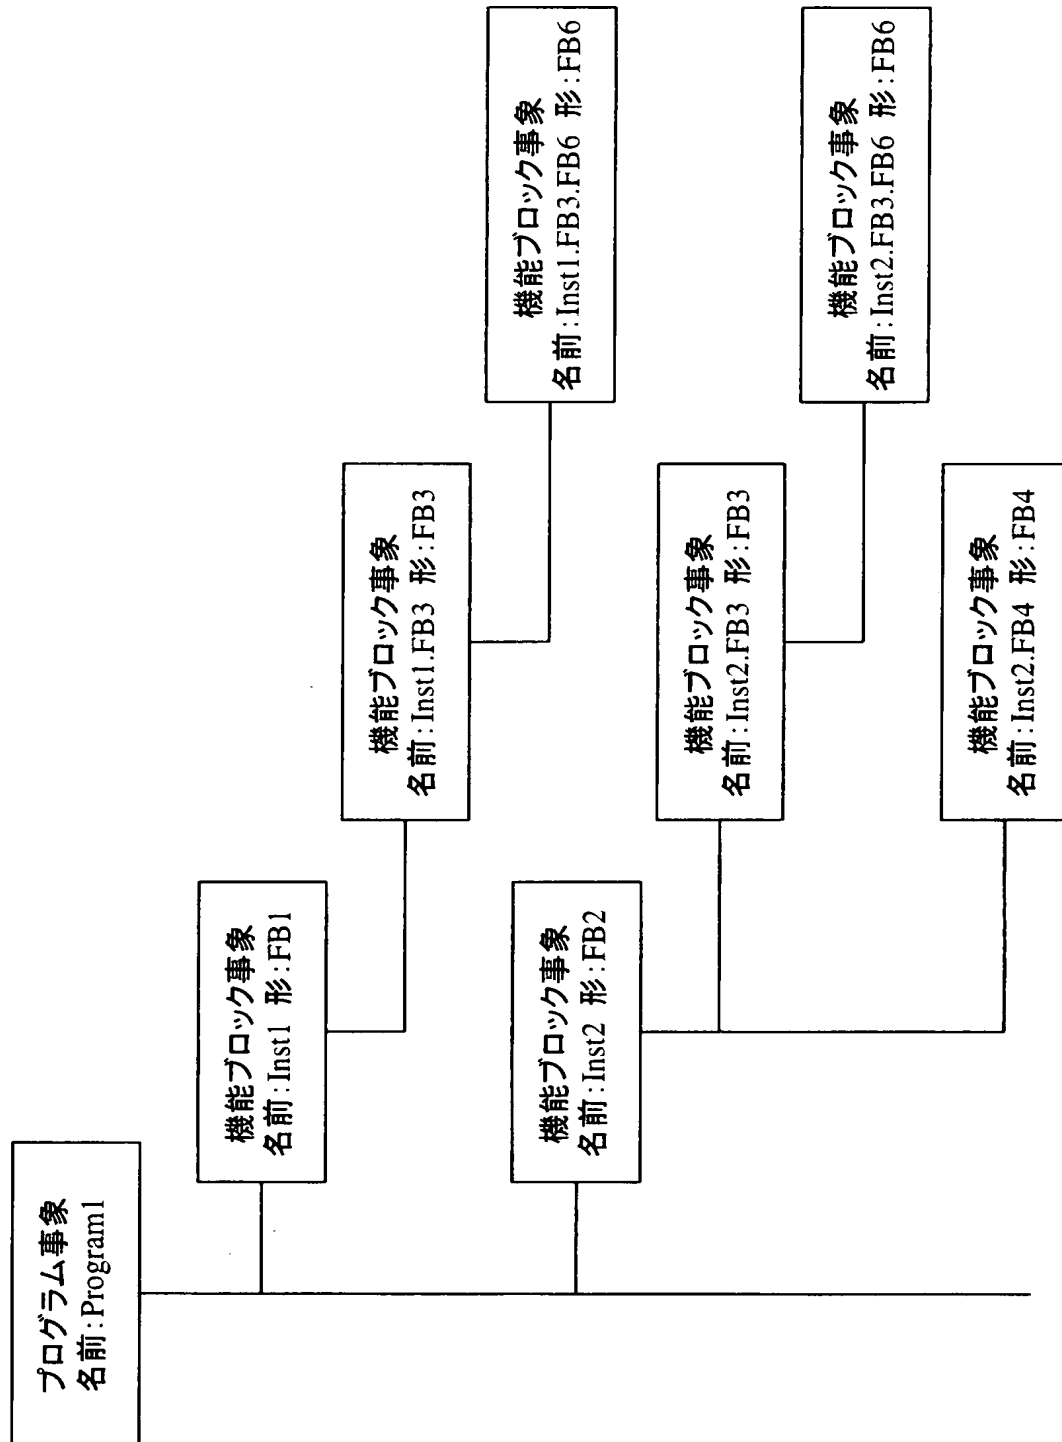 プログラム事象
名前:Program1
機能ブロック事象
名前:Inst1 形:FB1
機能ブロック事象
名前:Inst1.FB3 形:FB3
機能ブロック事象
名前:Inst1.FB3.FB6 形:FB6
機能ブロック事象
名前:Inst2 形:FB2
機能ブロック事象
名前:Inst2.FB3 形:FB3
機能ブロック事象
名前:Inst2.FB3.FB6 形:FB6
機能ブロック事象
名前:Inst2.FB4 形:FB4